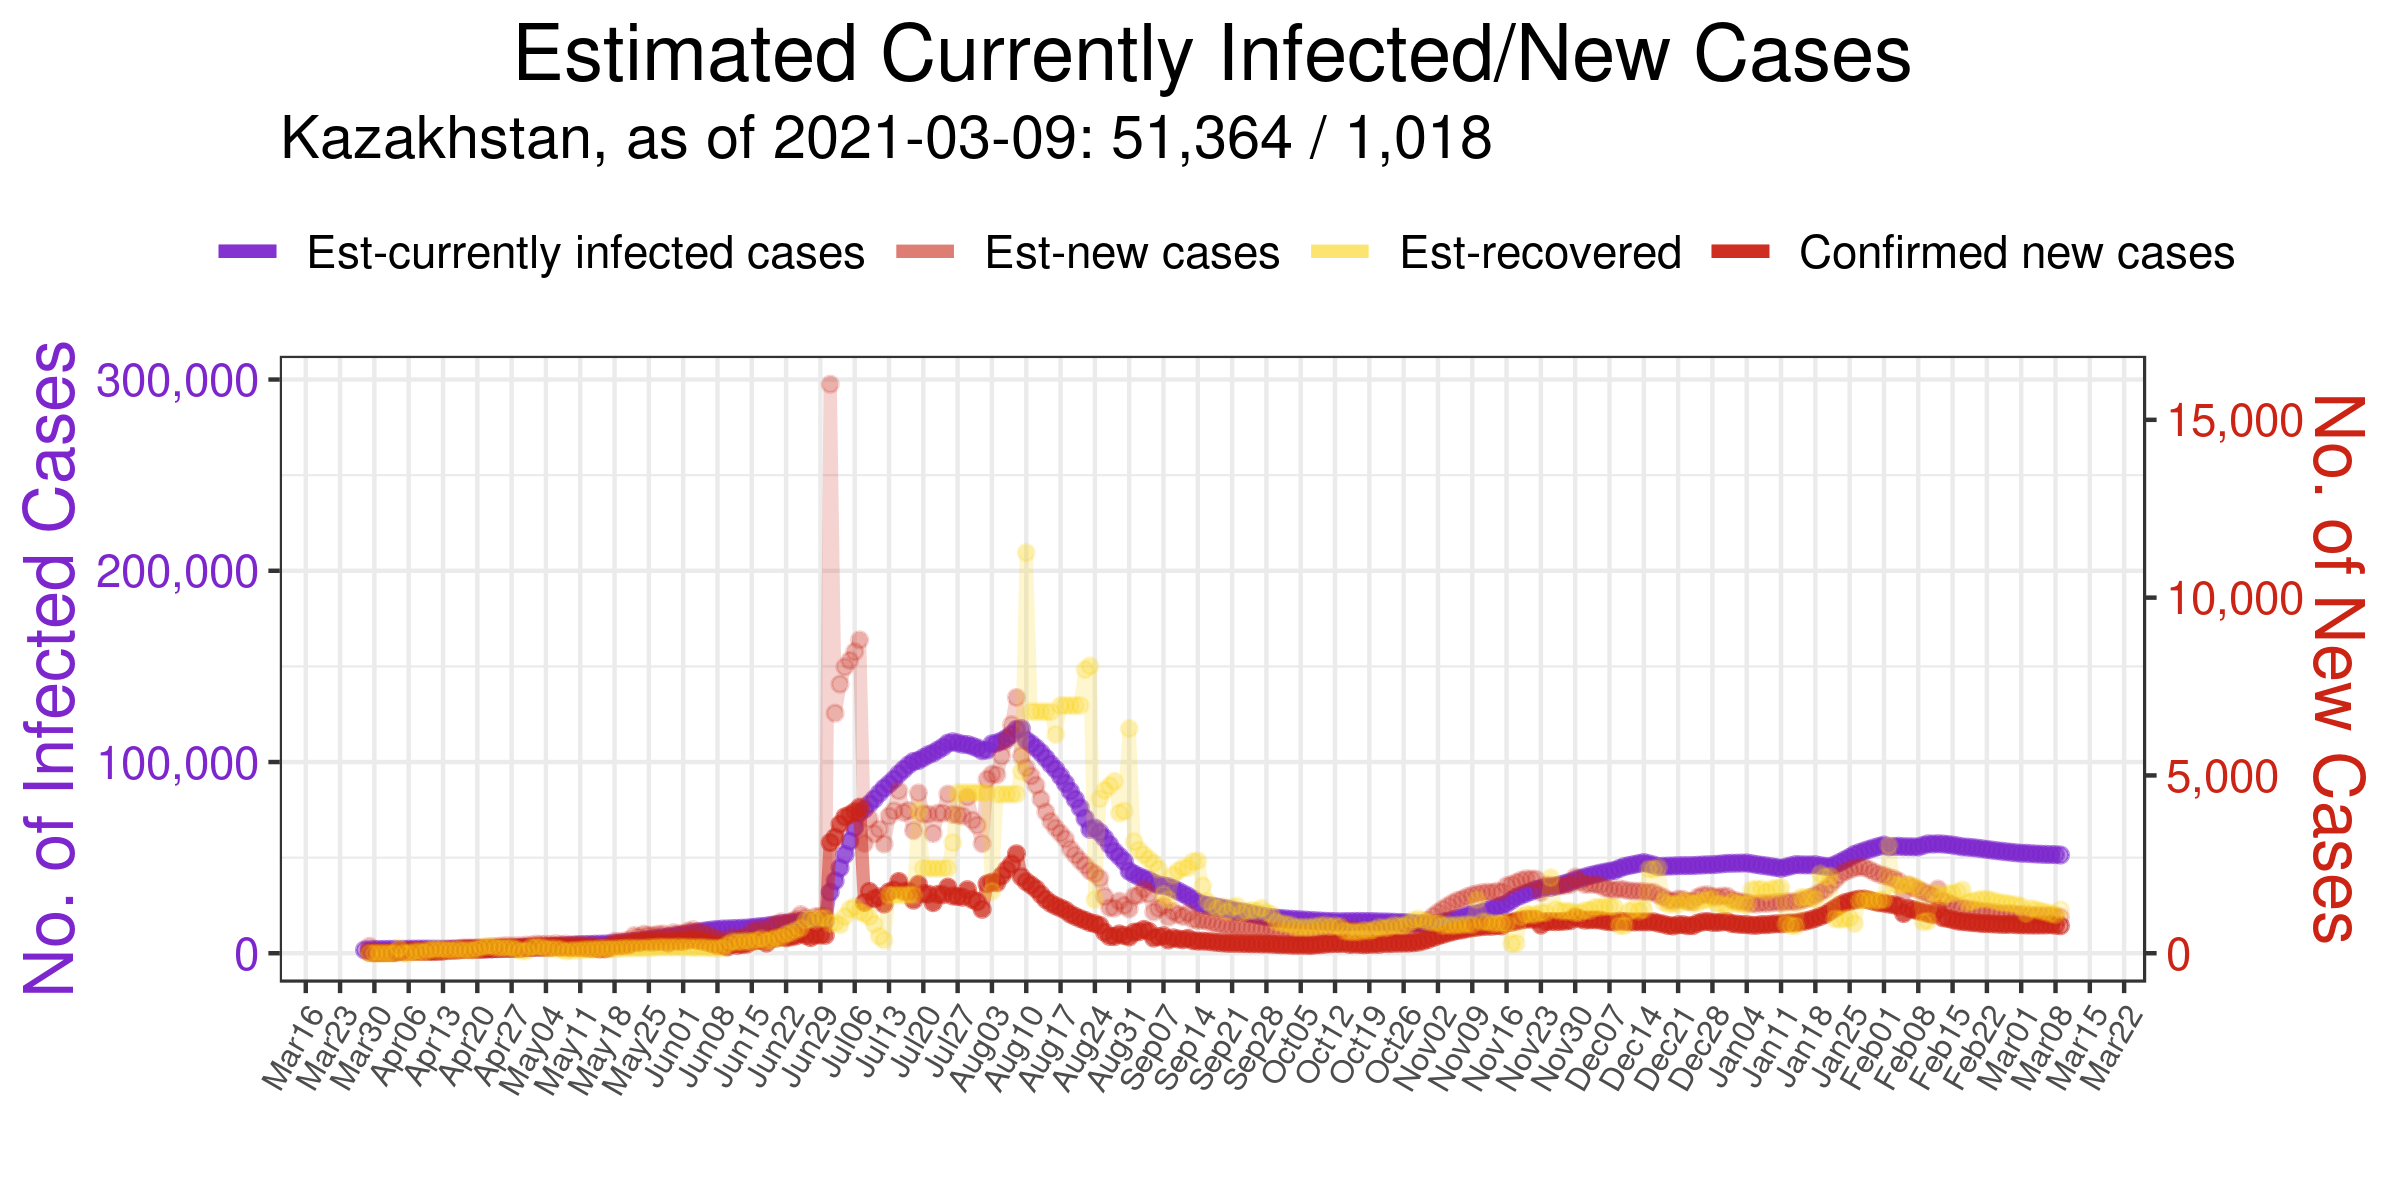 Estimated Currently Infected/New Cases
Kazakhstan, as of 2021-03-09: 51,364 / 1,018
Est-currently infected cases Est-new cases Est-recovered Confirmed new cases
No. of Infected Cases
300,000
200,000
100,000
0
15,000
10,000
5,000
0
No. of New Cases
Mar16 Mar23 Mar30 Apr06 Apr13 Apr20 Apr27 May04 May11 May18 May25 Jun01 Jun08 Jun15 Jun22 Jun29 Jul06 Jul13 Jul20 Jul27 Aug03 Aug10 Aug17 Aug24 Aug31 Sep07 Sep14 Sep21 Sep28 Oct05 Oct12 Oct19 Oct26 Nov02 Nov09 Nov16 Nov23 Nov30 Dec07 Dec14 Dec21 Dec28 Jan04 Jan11 Jan18 Jan25 Feb01 Feb08 Feb15 Feb22 Mar01 Mar08 Mar15 Mar22